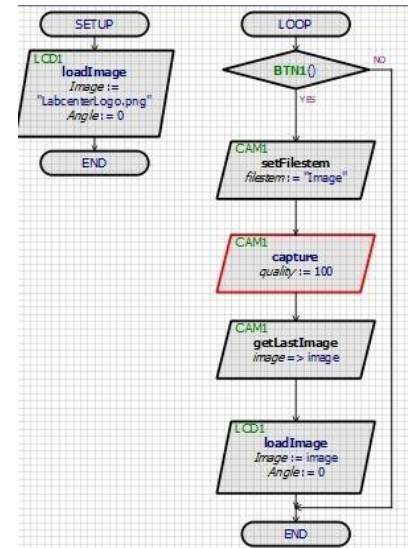 SETUP
LCD1
loadImage
Image :=
"LabcenterLogo.png"
Angle := 0
END
LOOP
BTN1()
NO
YES
CAM1
setFilestem
filestem := "Image"
CAM1
capture
quality := 100
CAM1
getLastImage
image => image
LCD1
loadImage
Image := image
Angle := 0
END